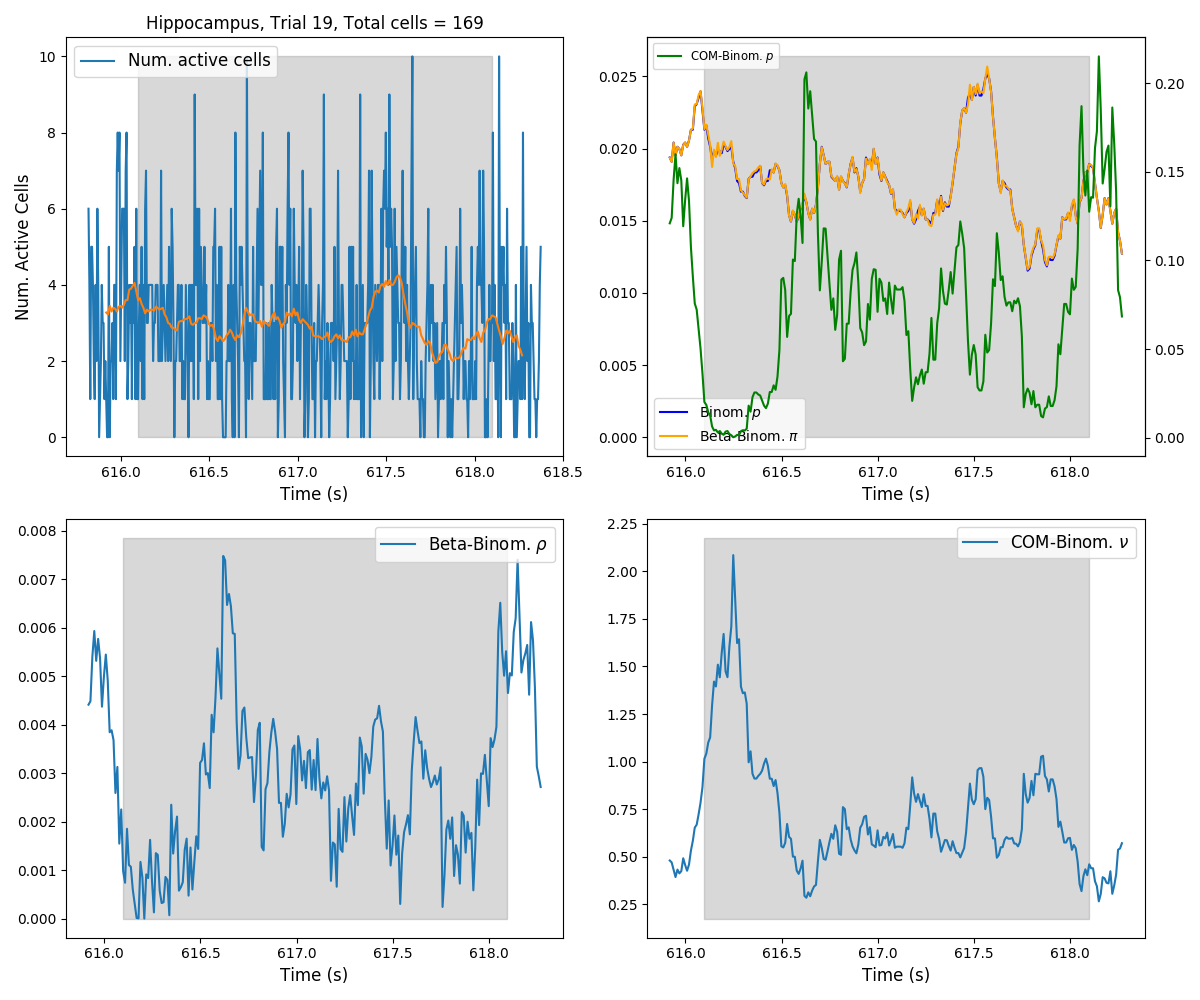 Hippocampus, Trial 19, Total cells = 169
Num. active cells
10
8
6
4
2
0
Num. Active Cells
616.0 616.5 617.0 617.5 618.0 618.5
Time (s)
COM-Binom. p
0.025
0.020
0.015
0.010
0.005
0.000
0.20
0.15
0.10
0.05
0.00
Binom. p
Beta-Binom. π
616.0 616.5 617.0 617.5 618.0
Time (s)
Beta-Binom. ρ
0.008
0.007
0.006
0.005
0.004
0.003
0.002
0.001
0.000
616.0 616.5 617.0 617.5 618.0
Time (s)
COM-Binom. ν
2.25
2.00
1.75
1.50
1.25
1.00
0.75
0.50
0.25
616.0 616.5 617.0 617.5 618.0
Time (s)